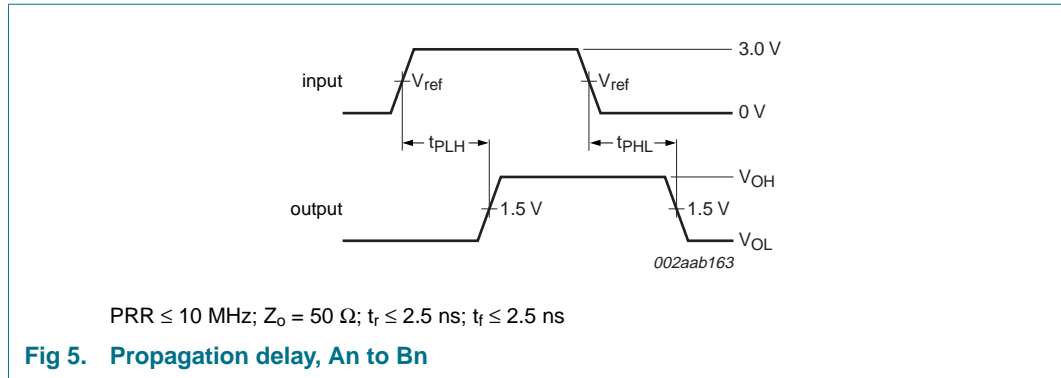 3.0 V
input
Vref
Vref
0 V
tPLH
tPHL
VOH
output
1.5 V
1.5 V
VOL
002aab163
PRR ≤ 10 MHz; Zo = 50 Ω; tr ≤ 2.5 ns; tf ≤ 2.5 ns
Fig 5. Propagation delay, An to Bn